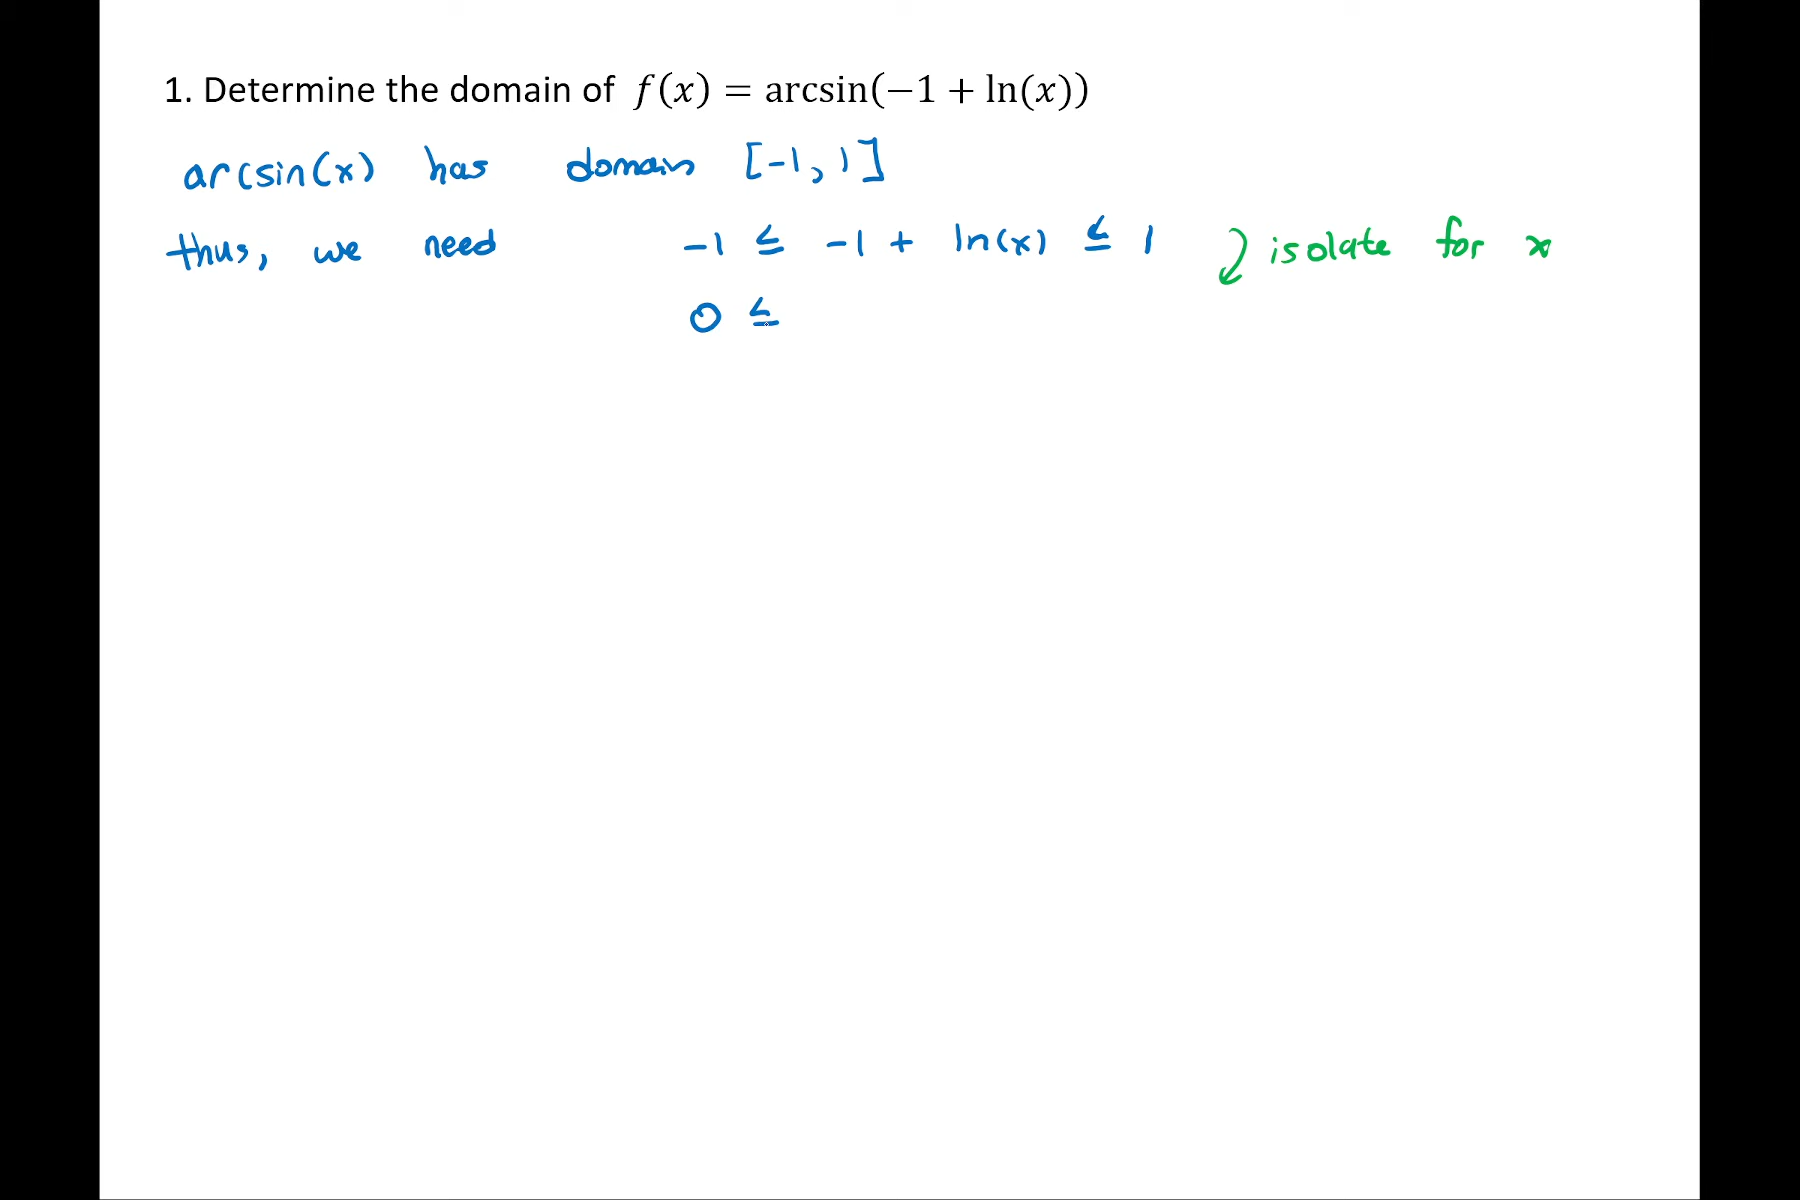 1. Determine the domain of f(x) = arcsin(−1 + ln(x))
arcsin(x) has domain [-1, 1]
thus, we need -1 ≤ -1 + ln(x) ≤ 1 isolate for x
0 ≤